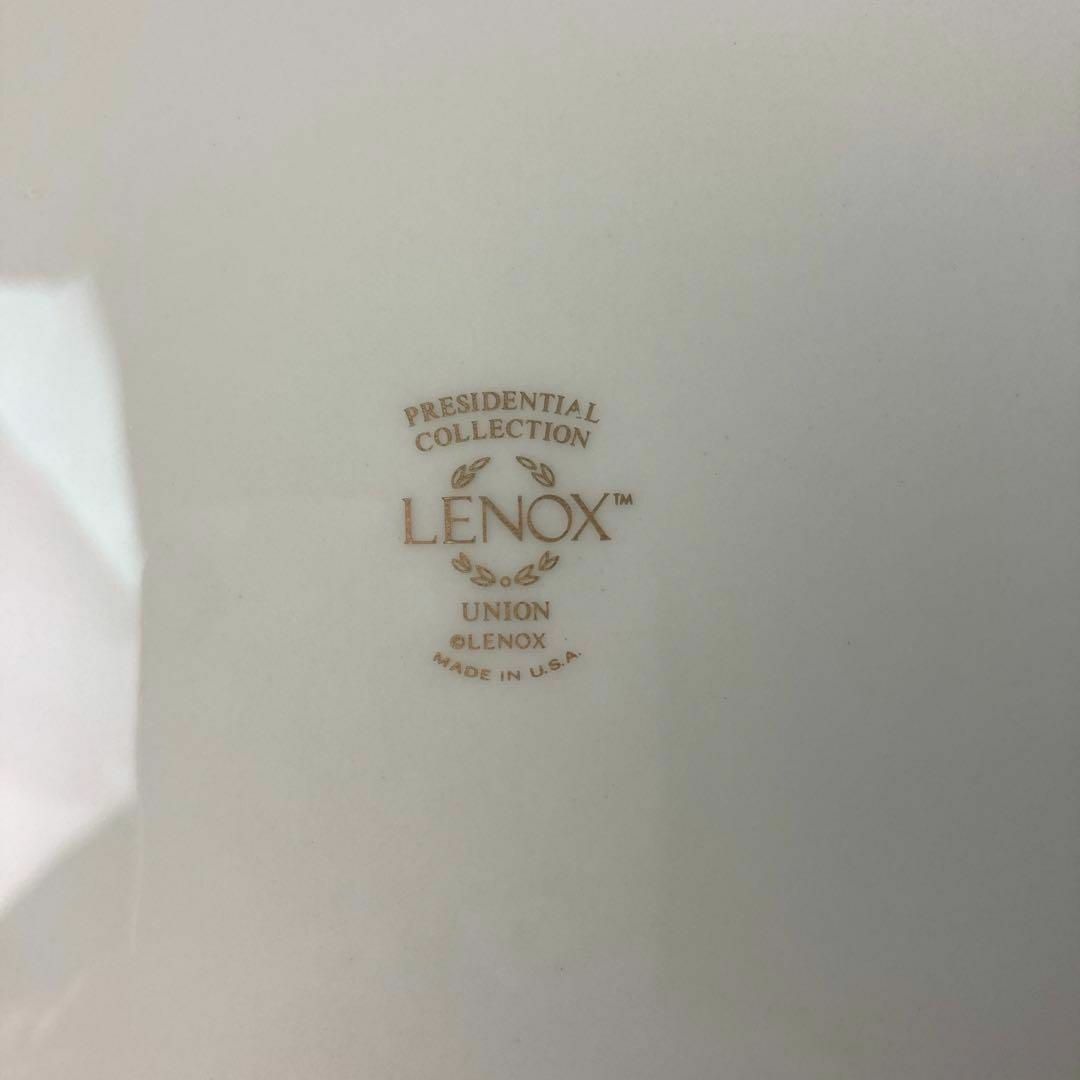 PRESIDENTIAL
COLLECTION
LENOX™
UNION
©LENOX
MADE IN U.S.A.